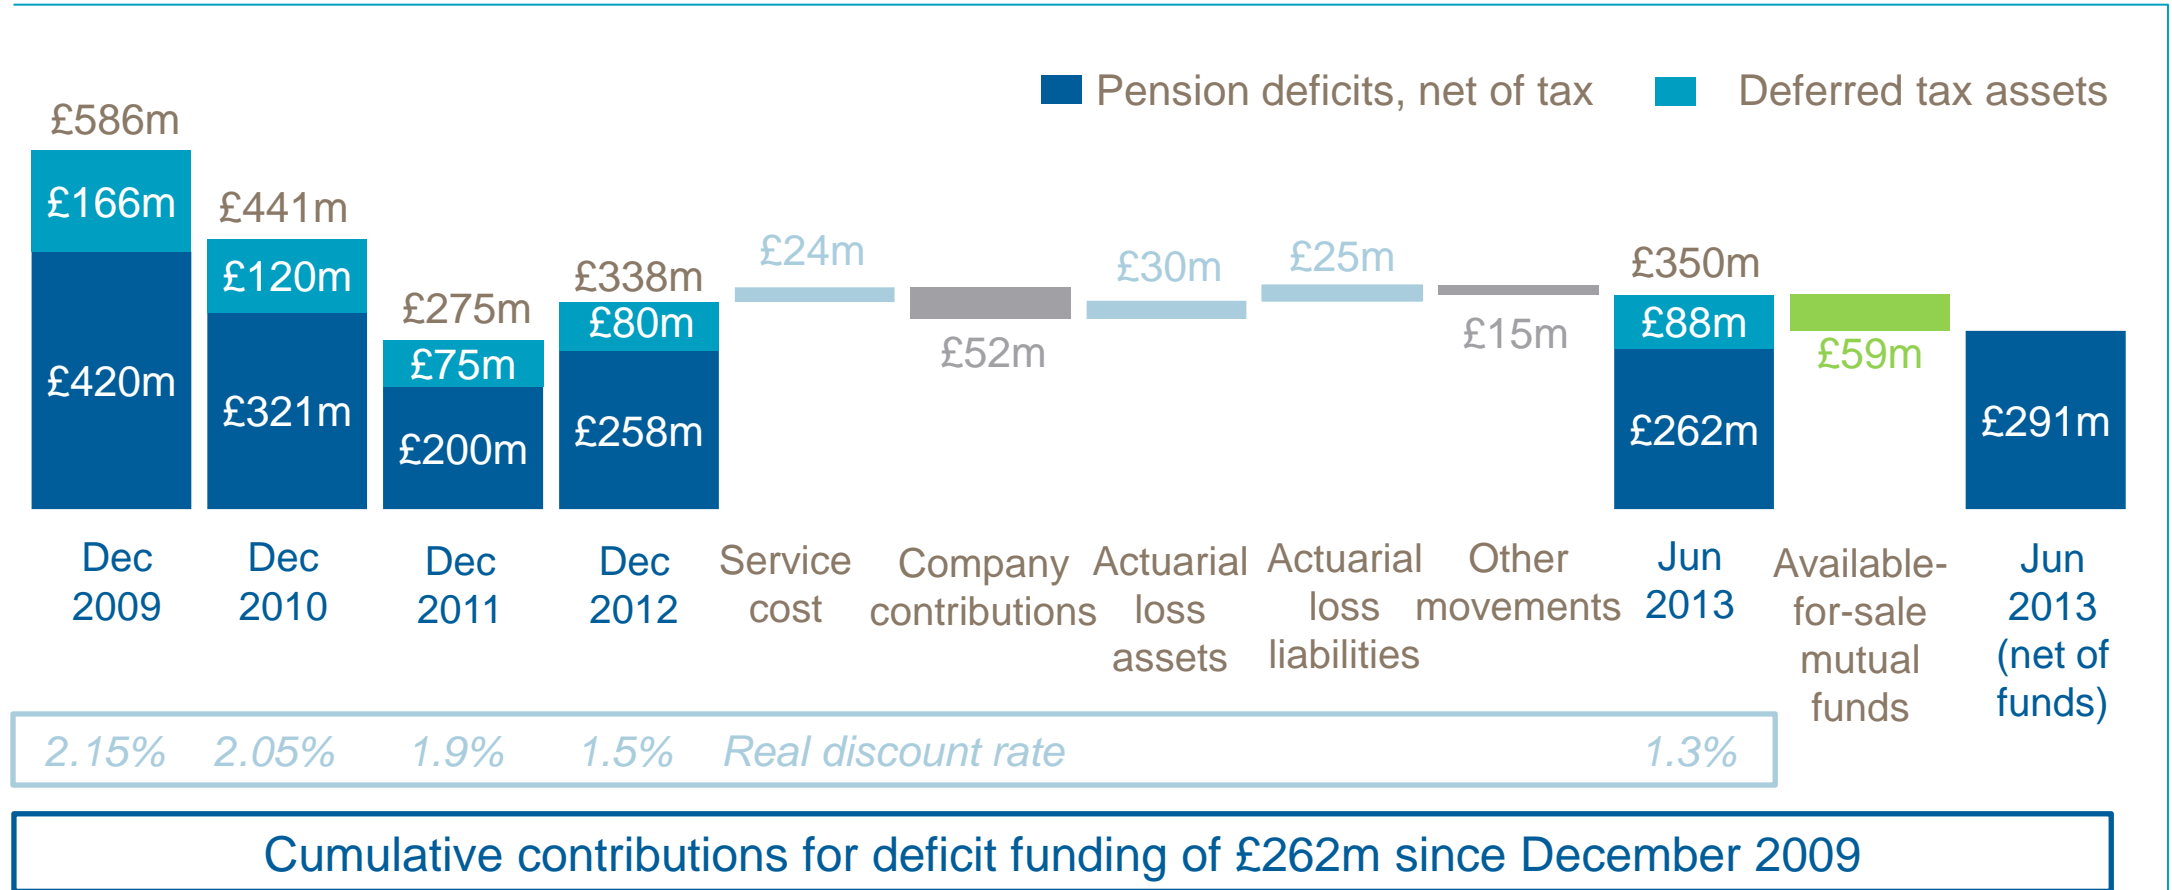 Pension deficits, net of tax
Deferred tax assets
£586m
£166m
£420m
£441m
£120m
£321m
£275m
£75m
£200m
£338m
£80m
£258m
£24m
£52m
£30m
£25m
£15m
£350m
£88m
£262m
£59m
£291m
Dec
2009
Dec
2010
Dec
2011
Dec
2012
Service
cost
Company
contributions
Actuarial
loss
assets
Actuarial
loss
liabilities
Other
movements
Jun
2013
Available-
for-sale
mutual
funds
Jun
2013
(net of
funds)
2.15% 2.05% 1.9% 1.5% Real discount rate 1.3%
Cumulative contributions for deficit funding of £262m since December 2009